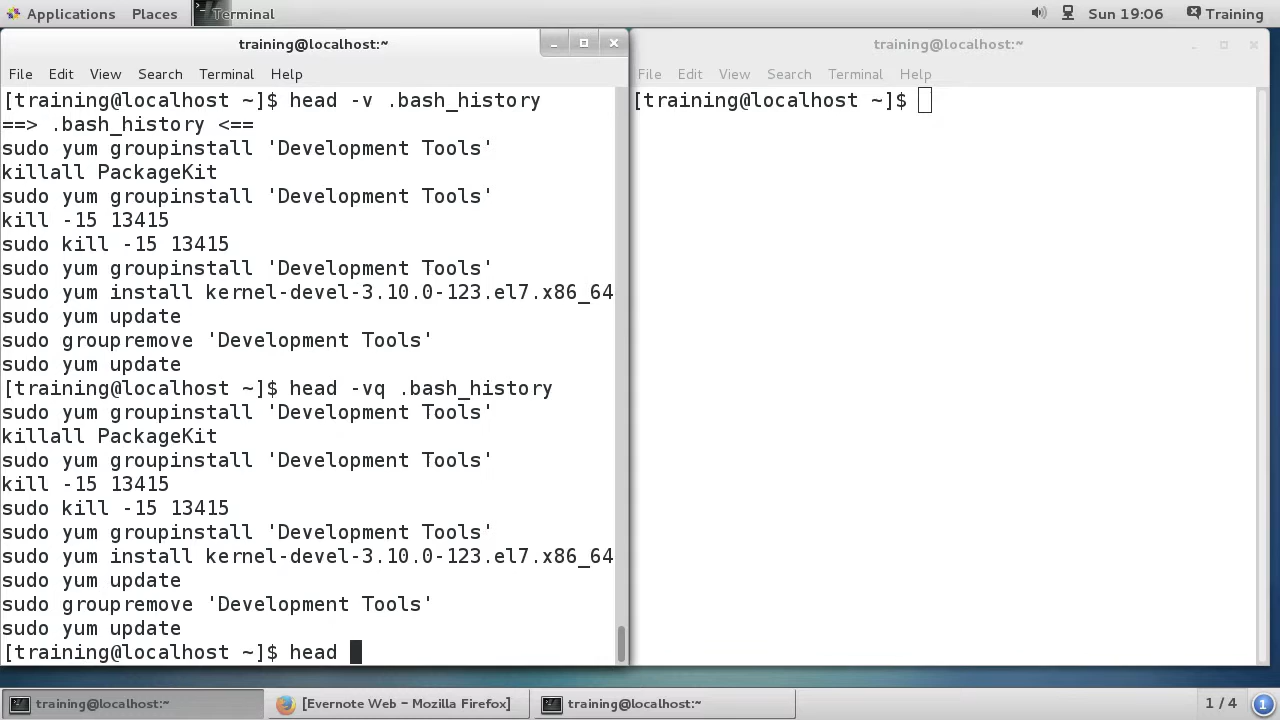 Applications Places Terminal Sun 19:06 Training
training@localhost:~
File Edit View Search Terminal Help
[training@localhost ~]$ head -v .bash_history
==> .bash_history <==
sudo yum groupinstall 'Development Tools'
killall PackageKit
sudo yum groupinstall 'Development Tools'
kill -15 13415
sudo kill -15 13415
sudo yum groupinstall 'Development Tools'
sudo yum install kernel-devel-3.10.0-123.el7.x86_64
sudo yum update
sudo groupremove 'Development Tools'
sudo yum update
[training@localhost ~]$ head -vq .bash_history
sudo yum groupinstall 'Development Tools'
killall PackageKit
sudo yum groupinstall 'Development Tools'
kill -15 13415
sudo kill -15 13415
sudo yum groupinstall 'Development Tools'
sudo yum install kernel-devel-3.10.0-123.el7.x86_64
sudo yum update
sudo groupremove 'Development Tools'
sudo yum update
[training@localhost ~]$ head
training@localhost:~
File Edit View Search Terminal Help
[training@localhost ~]$
training@localhost:~ [Evernote Web - Mozilla Firefox] training@localhost:~ 1 / 4 1